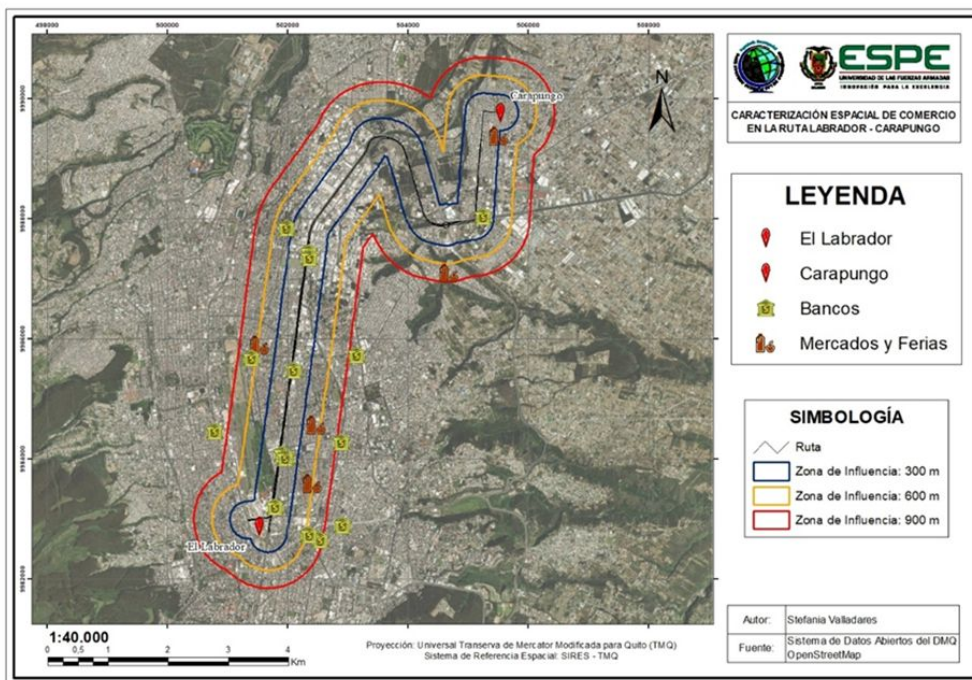 498000 500000 502000 504000 506000 508000
9990000
9988000
9986000
9984000
9982000
N
Carapungo
El Labrador
1:40.000
0 0,5 1 2 3 4
Km
Proyección: Universal Transversa de Mercator Modificada para Quito (TMQ)
Sistema de Referencia Espacial: SIRES - TMQ
ESPE
UNIVERSIDAD DE LAS FUERZAS ARMADAS
INNOVACIÓN PARA LA EXCELENCIA
CARACTERIZACIÓN ESPACIAL DE COMERCIO
EN LA RUTA LABRADOR - CARAPUNGO
LEYENDA
El Labrador
Carapungo
Bancos
Mercados y Ferias
SIMBOLOGÍA
Ruta
Zona de Influencia: 300 m
Zona de Influencia: 600 m
Zona de Influencia: 900 m
Autor: Stefania Valladares
Fuente: Sistema de Datos Abiertos del DMQ
OpenStreetMap